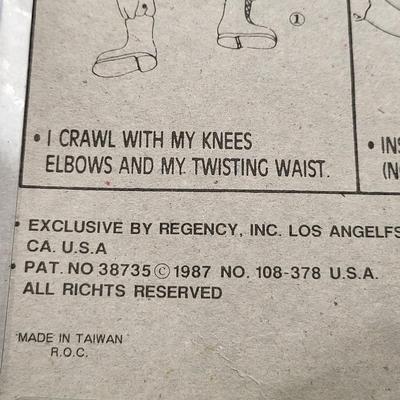 ①
• I CRAWL WITH MY KNEES
ELBOWS AND MY. TWISTING WAIST.
• INS
(N
• EXCLUSIVE BY REGENCY, INC. LOS ANGELFS
CA. U.S.A
• PAT. NO 38735 © 1987 NO. 108-378 U.S.A.
ALL RICHTS RESERVED
MADE IN TAIWAN
R.O.C.